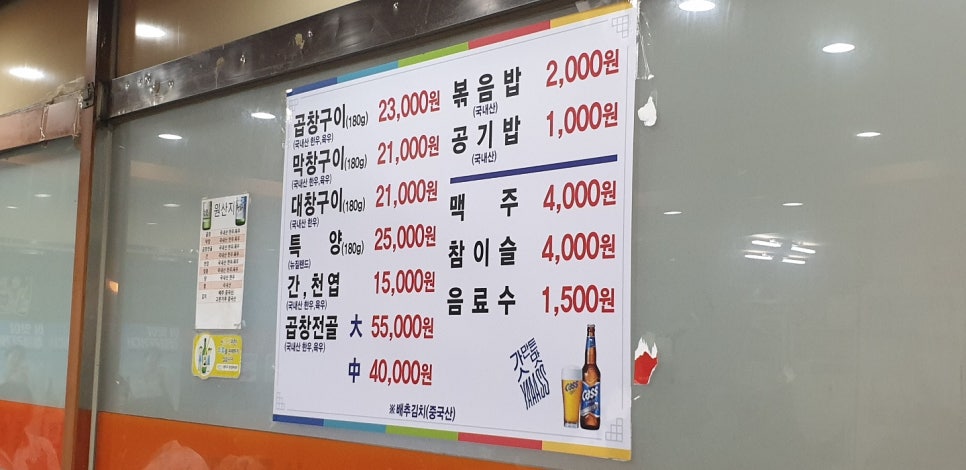 곱창구이(180g) 23,000원
(국내산 한우,육우)
막창구이(180g) 21,000원
(국내산 한우,육우)
대창구이(180g) 21,000원
(국내산 한우)
특 양(180g) 25,000원
(뉴질랜드)
간,천엽 15,000원
(국내산 한우,육우)
곱창전골 大 55,000원
(국내산 한우,육우)
中 40,000원
※배추김치(중국산)
볶음밥 2,000원
(국내산)
공기밥 1,000원
(국내산)
맥 주 4,000원
참이슬 4,000원
음료수 1,500원
갓 만든 맛
YAAASS
Cass
Cass
원산지